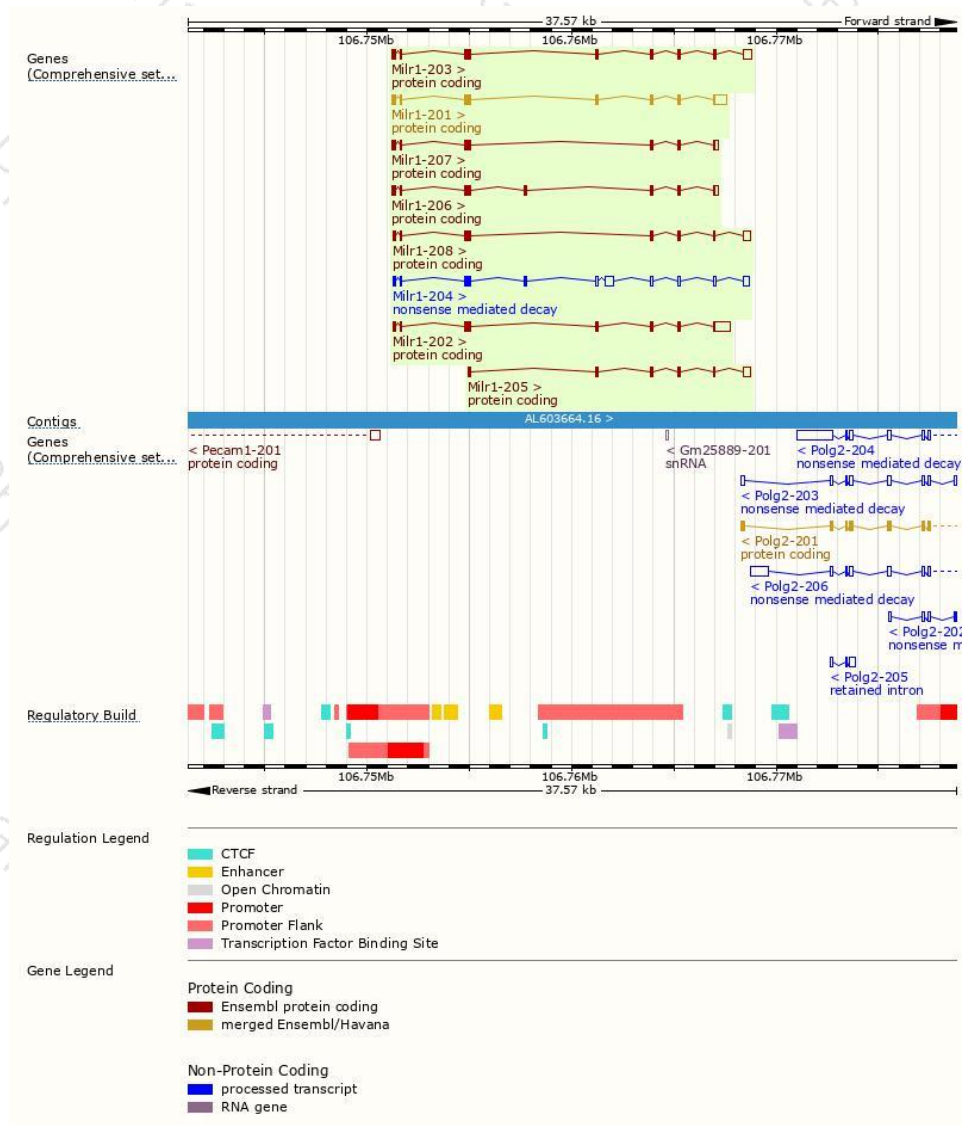 37.57 kb Forward strand
106.75Mb 106.76Mb 106.77Mb
Genes
(Comprehensive set...
Milr1-203 >
protein coding
Milr1-201 >
protein coding
Milr1-207 >
protein coding
Milr1-206 >
protein coding
Milr1-208 >
protein coding
Milr1-204 >
nonsense mediated decay
Milr1-202 >
protein coding
Milr1-205 >
protein coding
Contigs AL603664.16 >
Genes
(Comprehensive set...
< Pecam1-201 < Gm25889-201 < Polg2-204
protein coding snRNA nonsense mediated decay
< Polg2-203
nonsense mediated decay
< Polg2-201
protein coding
< Polg2-206
nonsense mediated decay
< Polg2-202
nonsense m
< Polg2-205
retained intron
Regulatory Build
106.75Mb 106.76Mb 106.77Mb
Reverse strand 37.57 kb
Regulation Legend
CTCF
Enhancer
Open Chromatin
Promoter
Promoter Flank
Transcription Factor Binding Site
Gene Legend
Protein Coding
Ensembl protein coding
merged Ensembl/Havana
Non-Protein Coding
processed transcript
RNA gene